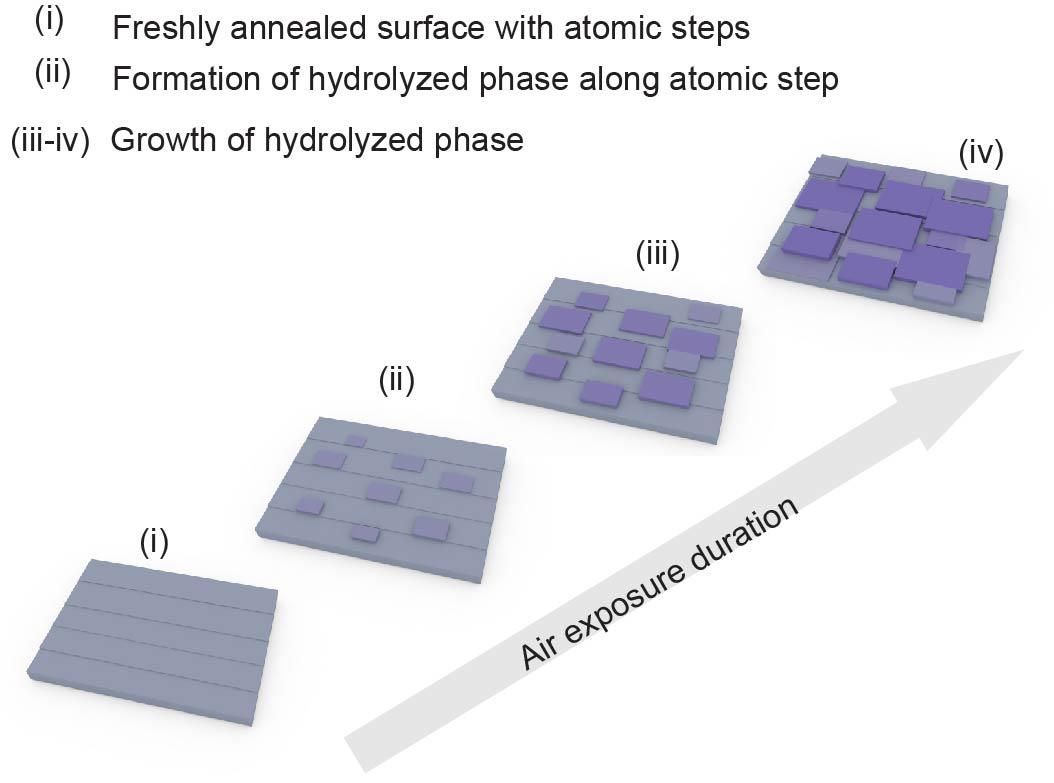 (i) Freshly annealed surface with atomic steps
(ii) Formation of hydrolyzed phase along atomic step
(iii-iv) Growth of hydrolyzed phase
(iv)
(iii)
(ii)
(i)
Air exposure duration